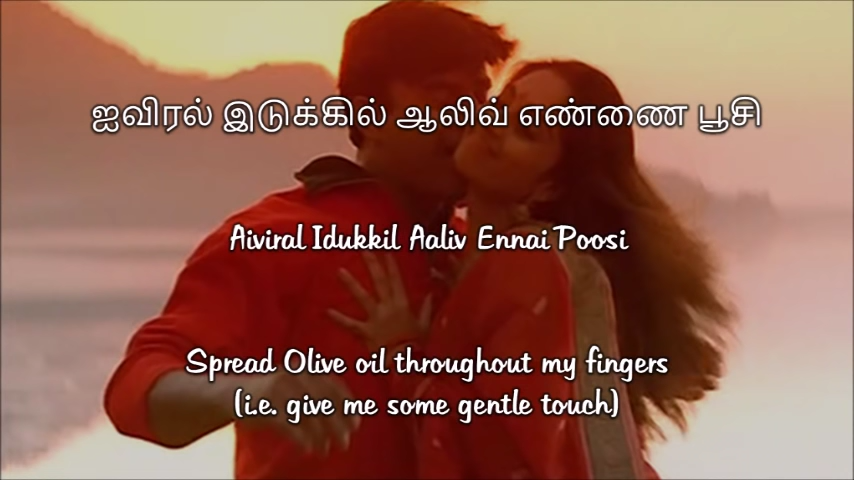 ஐவிரல் இடுக்கில் ஆலிவ் எண்ணை பூசி
Aiviral Idukkil Aaliv Ennai Poosi
Spread Olive oil throughout my fingers
(i.e. give me some gentle touch)